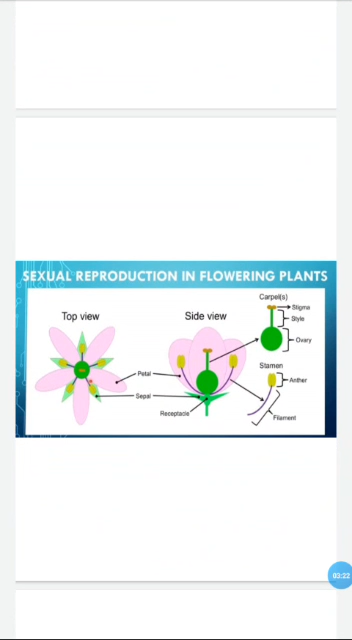 SEXUAL REPRODUCTION IN FLOWERING PLANTS
Top view
Side view
Carpel(s)
Stigma
Style
Ovary
Stamen
Anther
Filament
Petal
Sepal
Receptacle
03:22